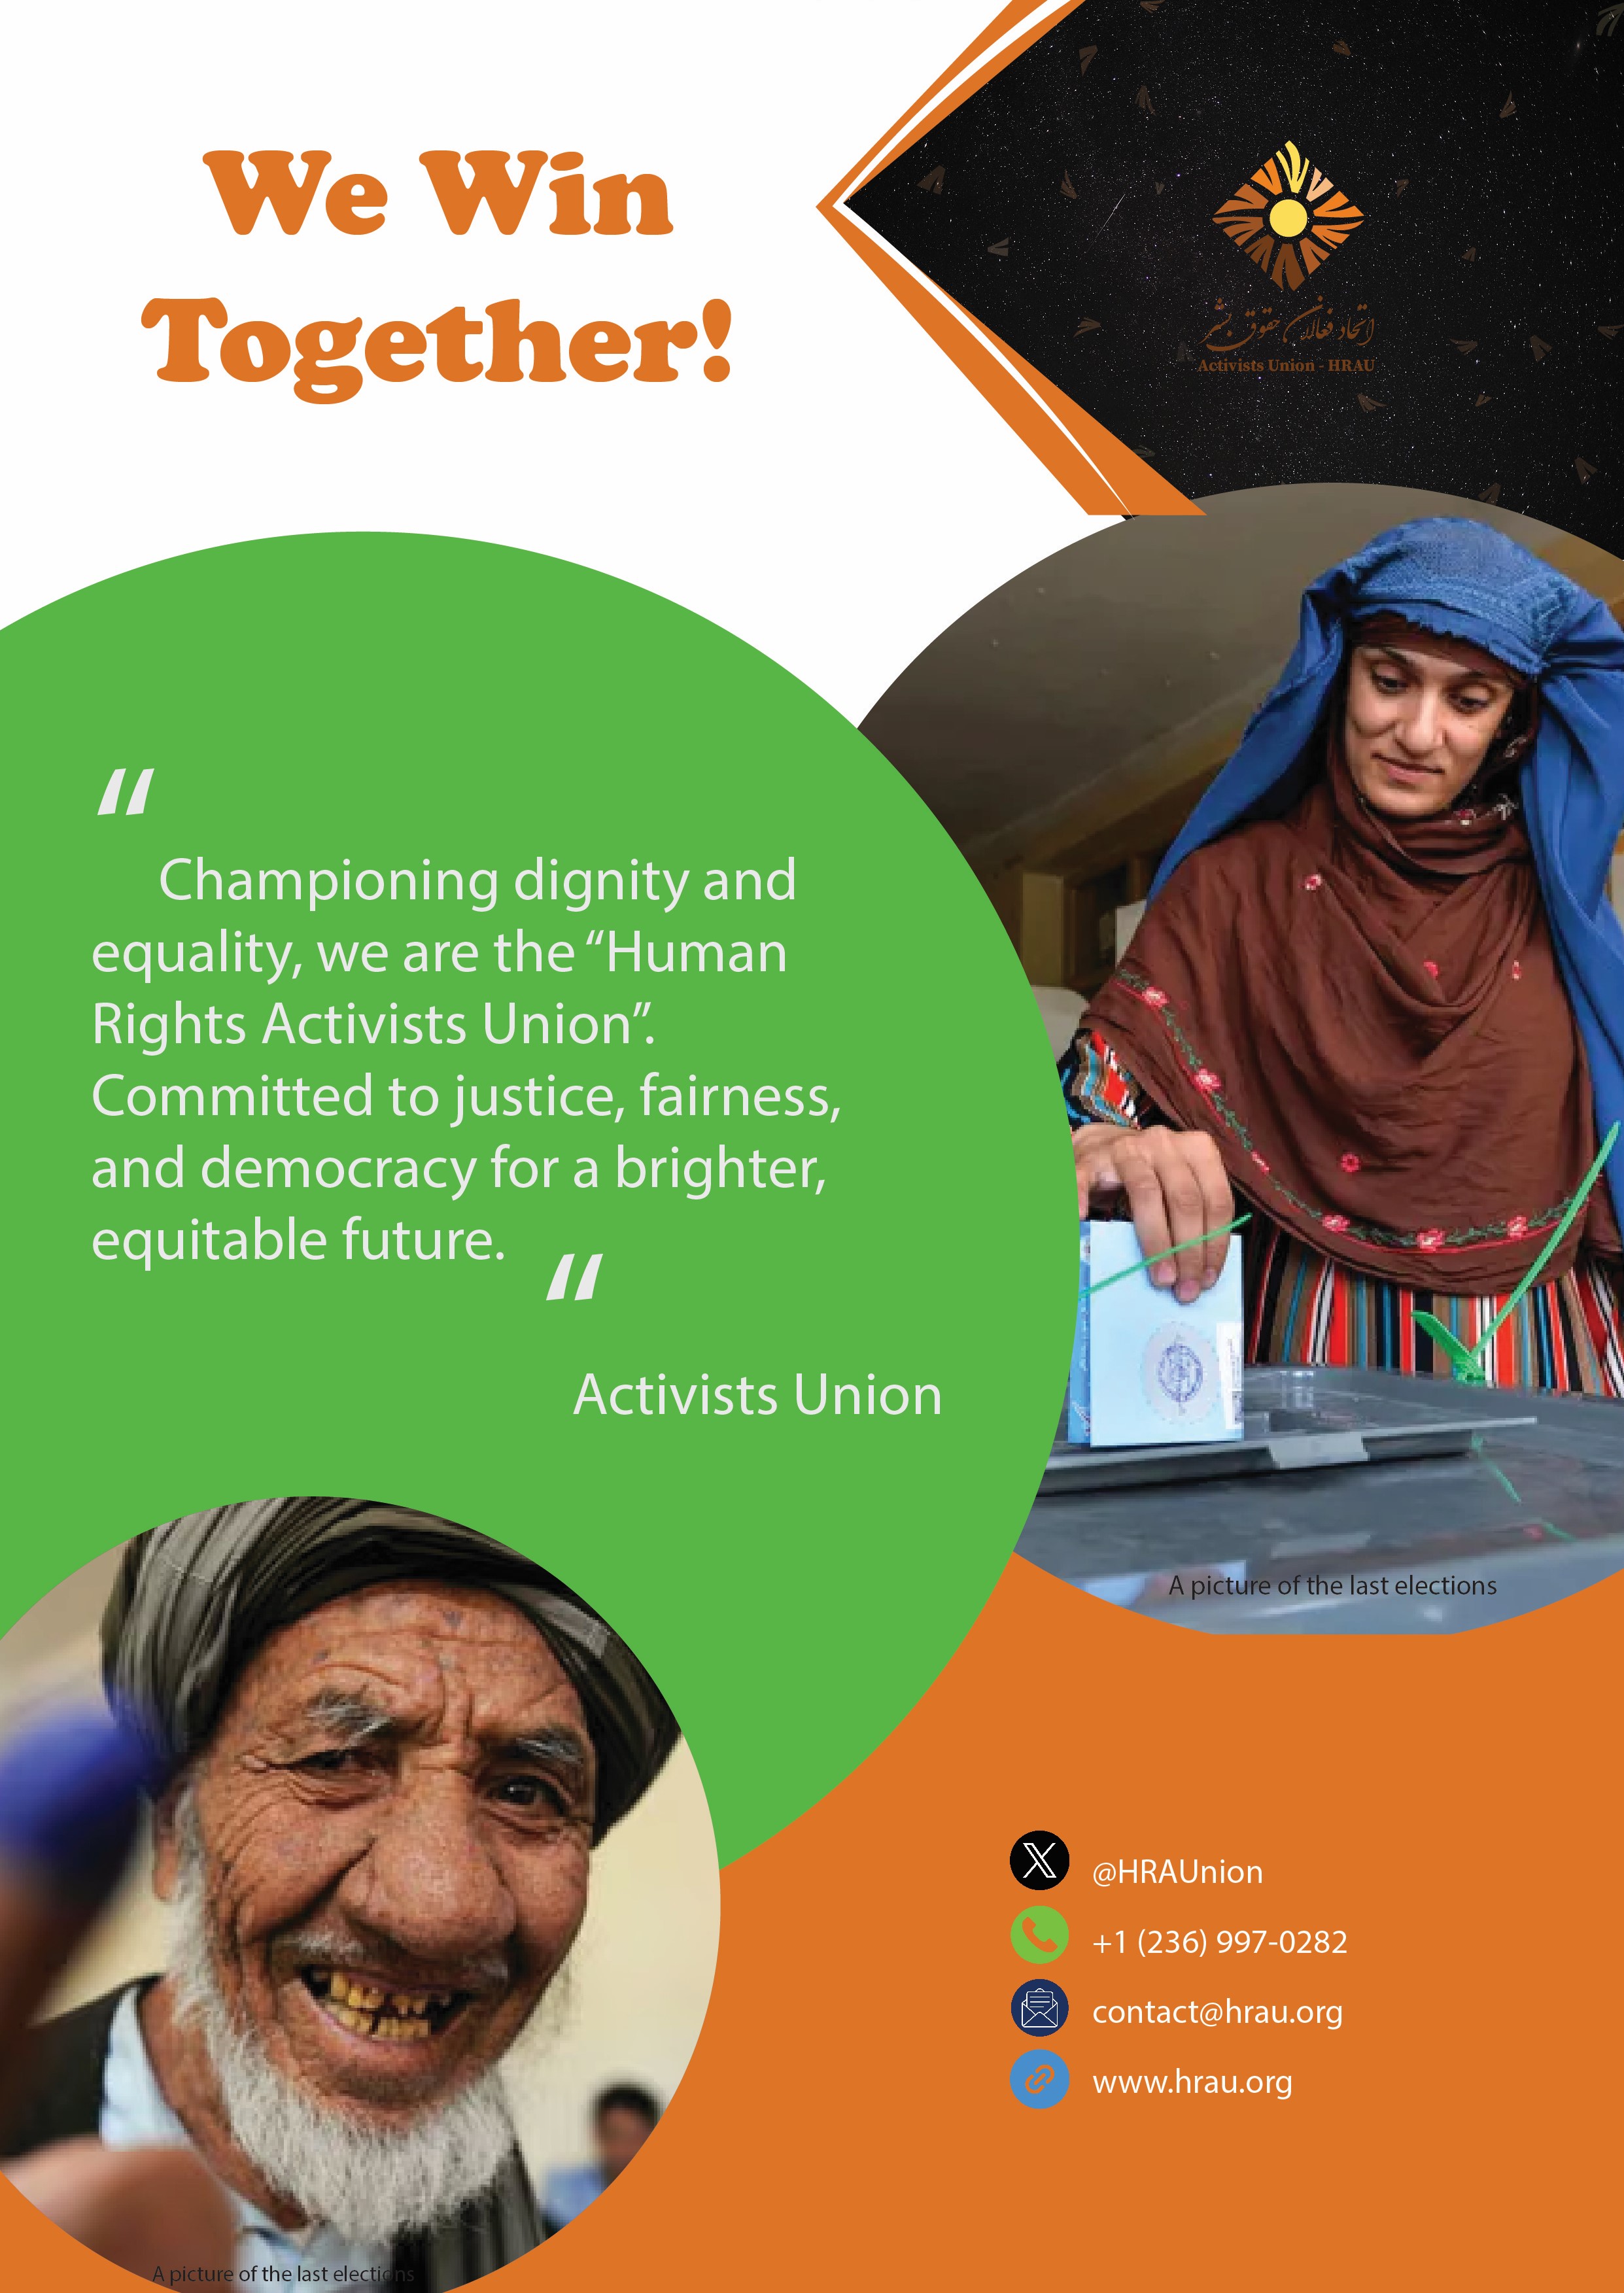 We Win
Together!
اتحاد فعالان حقوق بشر
Activists Union - HRAU
“
Championing dignity and
equality, we are the “Human
Rights Activists Union”.
Committed to justice, fairness,
and democracy for a brighter,
equitable future.
“
Activists Union
A picture of the last elections
@HRAUnion
+1 (236) 997-0282
contact@hrau.org
www.hrau.org
A picture of the last elections